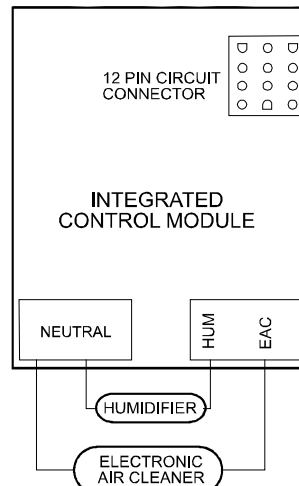 12 PIN CIRCUIT
CONNECTOR
INTEGRATED
CONTROL MODULE
NEUTRAL
HUM
EAC
HUMIDIFIER
ELECTRONIC
AIR CLEANER